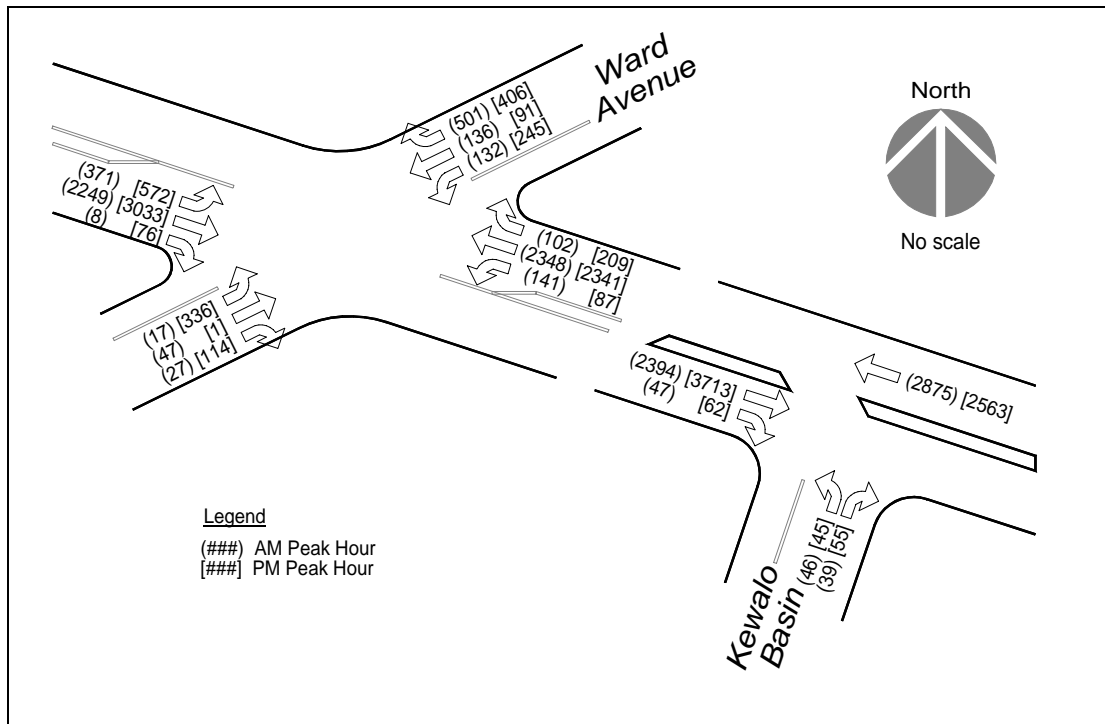 Ward
Avenue
(501) [406]
(136) [91]
(132) [245]
North
No scale
(371) [572]
(2249) [3033]
(8) [76]
(102) [209]
(2348) [2341]
(141) [87]
(17) [336]
(47) [1]
(27) [114]
(2394) [3713]
(47) [62]
(2875) [2563]
Legend
(###) AM Peak Hour
[###] PM Peak Hour
Kewalo
Basin
(46) [45]
(39) [55]